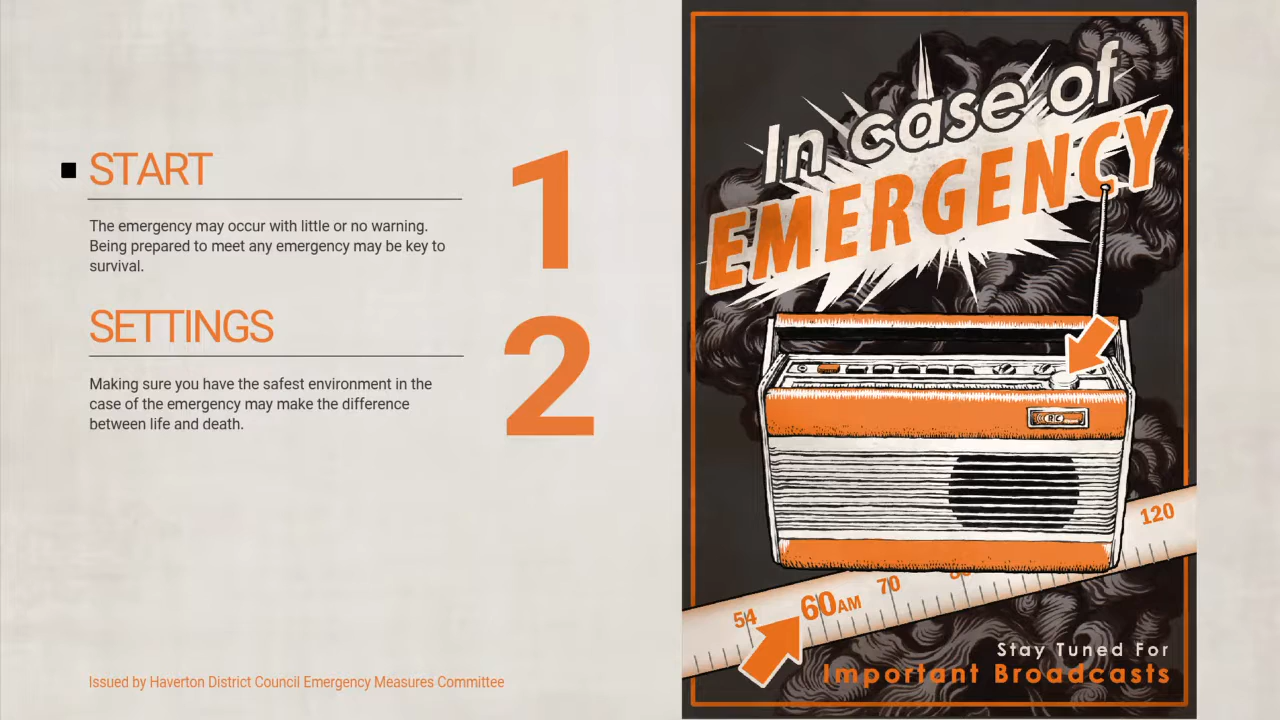 START
1
The emergency may occur with little or no warning.
Being prepared to meet any emergency may be key to
survival.
SETTINGS
2
Making sure you have the safest environment in the
case of the emergency may make the difference
between life and death.
Issued by Haverton District Council Emergency Measures Committee
In case of
EMERGENCY
54 60AM 70 120
Stay Tuned For
Important Broadcasts